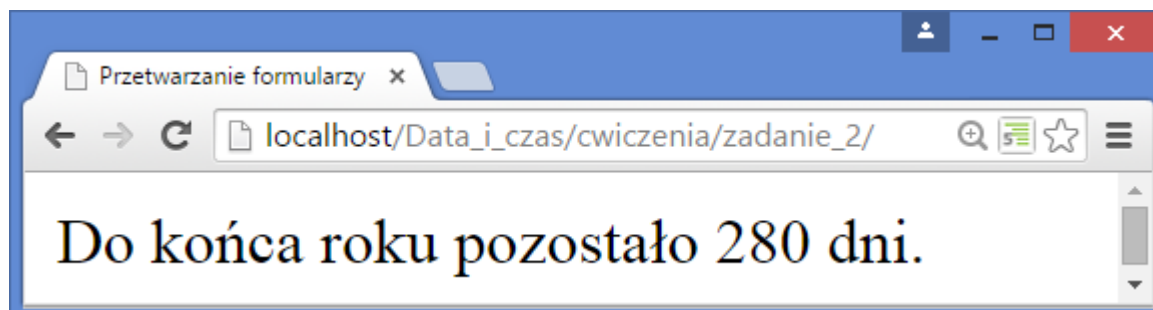 Przetwarzanie formularzy
localhost/Data_i_czas/cwiczenia/zadanie_2/
Do końca roku pozostało 280 dni.